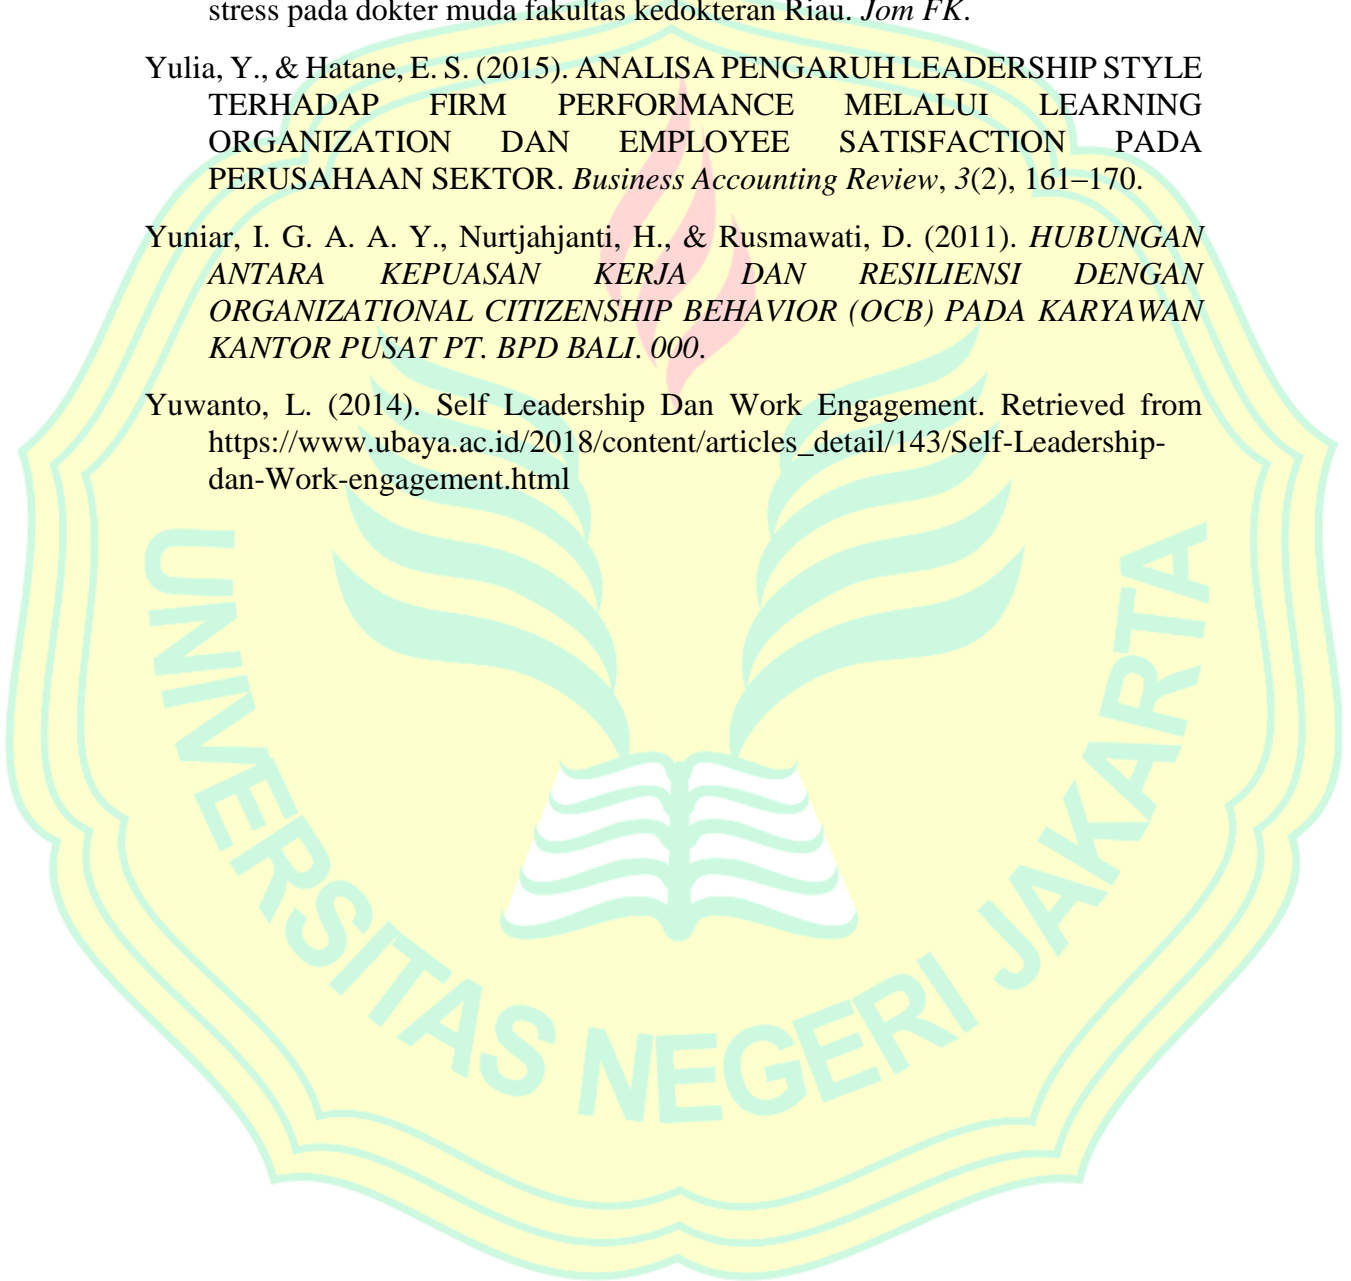 stress pada dokter muda fakultas kedokteran Riau. Jom FK.
Yulia, Y., & Hatane, E. S. (2015). ANALISA PENGARUH LEADERSHIP STYLE
TERHADAP FIRM PERFORMANCE MELALUI LEARNING
ORGANIZATION DAN EMPLOYEE SATISFACTION PADA
PERUSAHAAN SEKTOR. Business Accounting Review, 3(2), 161–170.
Yuniar, I. G. A. A. Y., Nurtjahjanti, H., & Rusmawati, D. (2011). HUBUNGAN
ANTARA KEPUASAN KERJA DAN RESILIENSI DENGAN
ORGANIZATIONAL CITIZENSHIP BEHAVIOR (OCB) PADA KARYAWAN
KANTOR PUSAT PT. BPD BALI. 000.
Yuwanto, L. (2014). Self Leadership Dan Work Engagement. Retrieved from
https://www.ubaya.ac.id/2018/content/articles_detail/143/Self-Leadership-
dan-Work-engagement.html
UNIVERSITAS NEGERI JAKARTA